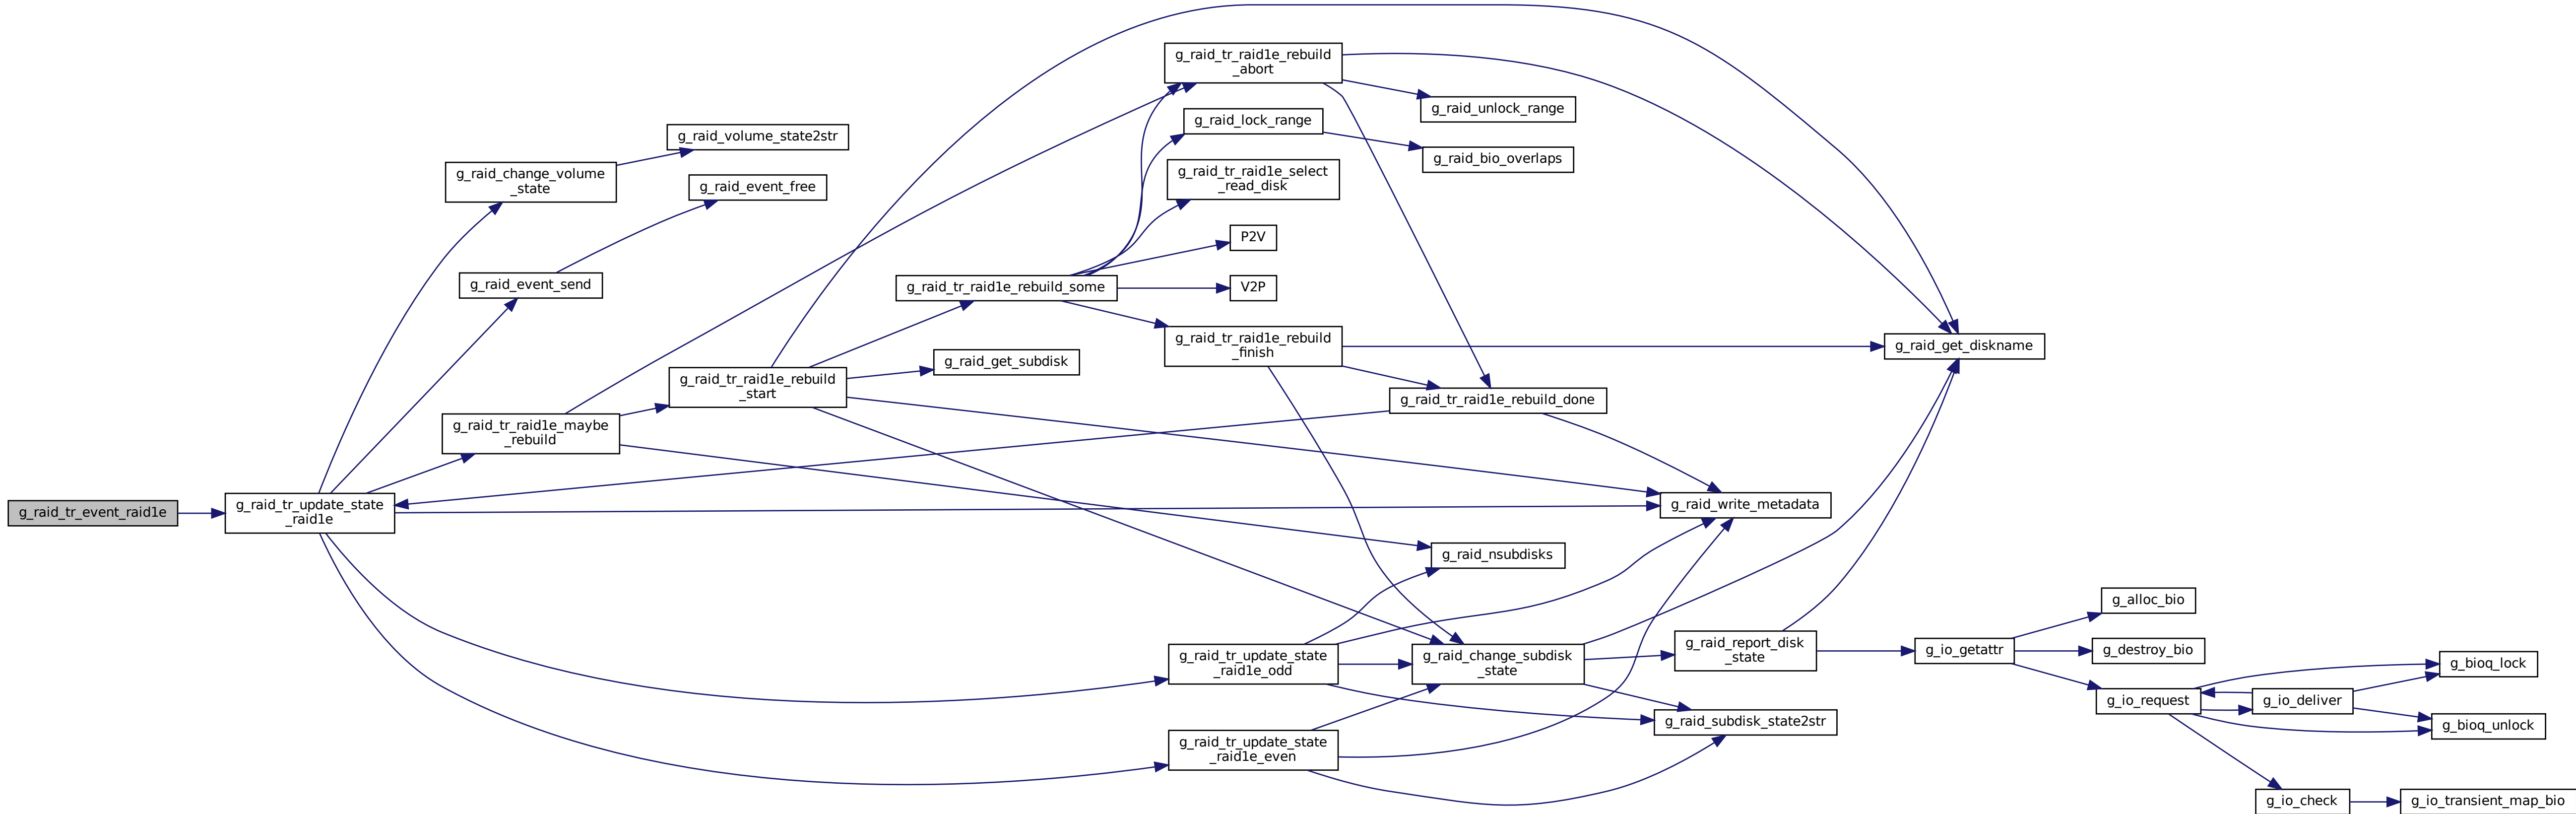 g_raid_tr_raid1e_rebuild
_abort
g_raid_unlock_range
g_raid_lock_range
g_raid_volume_state2str
g_raid_bio_overlaps
g_raid_change_volume
_state
g_raid_tr_raid1e_select
_read_disk
g_raid_event_free
P2V
g_raid_event_send
g_raid_tr_raid1e_rebuild_some
V2P
g_raid_tr_raid1e_rebuild
_finish
g_raid_get_diskname
g_raid_get_subdisk
g_raid_tr_raid1e_rebuild
_start
g_raid_tr_raid1e_rebuild_done
g_raid_tr_raid1e_maybe
_rebuild
g_raid_tr_event_raid1e
g_raid_tr_update_state
_raid1e
g_raid_write_metadata
g_raid_nsubdisks
g_alloc_bio
g_raid_tr_update_state
_raid1e_odd
g_raid_change_subdisk
_state
g_raid_report_disk
_state
g_io_getattr
g_destroy_bio
g_bioq_lock
g_io_request
g_io_deliver
g_raid_subdisk_state2str
g_bioq_unlock
g_raid_tr_update_state
_raid1e_even
g_io_check
g_io_transient_map_bio